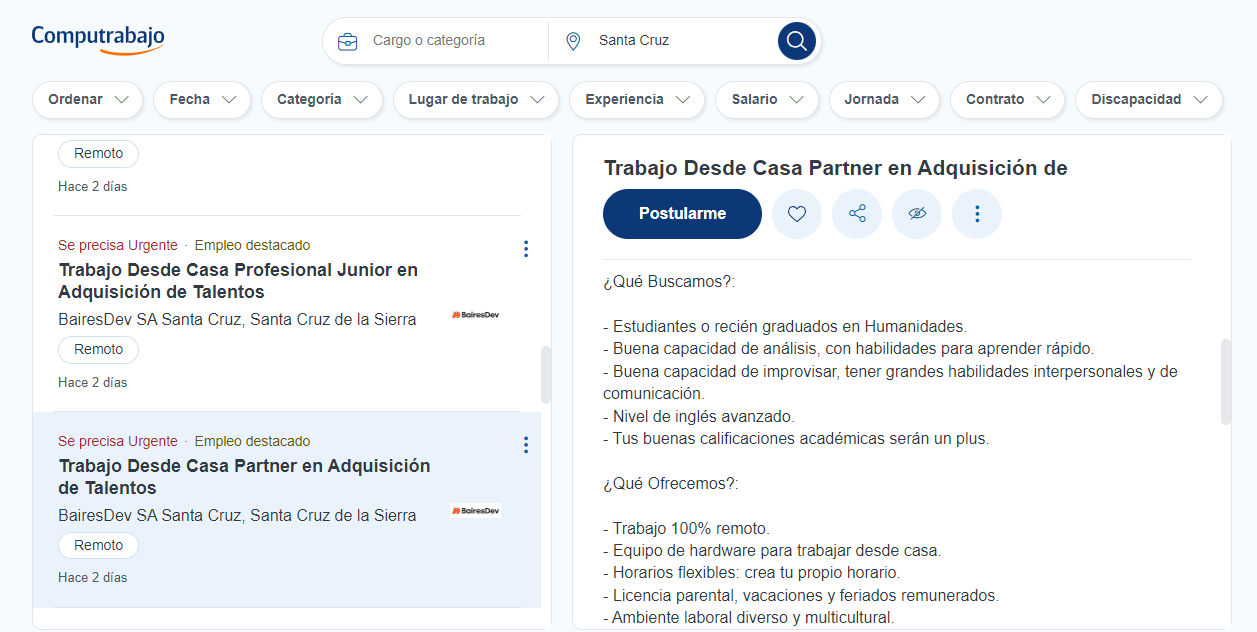 Computrabajo
Cargo o categoría
Santa Cruz
Ordenar
Fecha
Categoría
Lugar de trabajo
Experiencia
Salario
Jornada
Contrato
Discapacidad
Remoto
Hace 2 días
Se precisa Urgente · Empleo destacado
Trabajo Desde Casa Profesional Junior en
Adquisición de Talentos
BairesDev SA Santa Cruz, Santa Cruz de la Sierra
BairesDev
Remoto
Hace 2 días
Se precisa Urgente · Empleo destacado
Trabajo Desde Casa Partner en Adquisición
de Talentos
BairesDev SA Santa Cruz, Santa Cruz de la Sierra
BairesDev
Remoto
Hace 2 días
Trabajo Desde Casa Partner en Adquisición de
Postularme
¿Qué Buscamos?:
- Estudiantes o recién graduados en Humanidades.
- Buena capacidad de análisis, con habilidades para aprender rápido.
- Buena capacidad de improvisar, tener grandes habilidades interpersonales y de
comunicación.
- Nivel de inglés avanzado.
- Tus buenas calificaciones académicas serán un plus.
¿Qué Ofrecemos?:
- Trabajo 100% remoto.
- Equipo de hardware para trabajar desde casa.
- Horarios flexibles: crea tu propio horario.
- Licencia parental, vacaciones y feriados remunerados.
- Ambiente laboral diverso y multicultural.